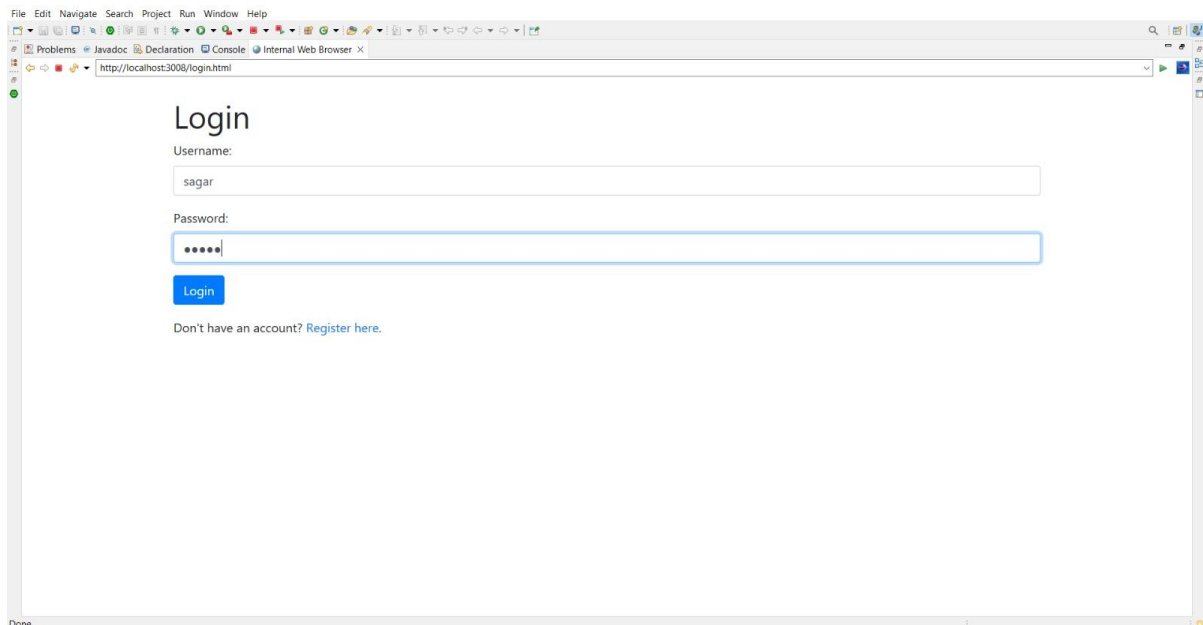 File Edit Navigate Search Project Run Window Help
Problems Javadoc Declaration Console Internal Web Browser
http://localhost:3008/login.html
Login
Username:
sagar
Password:
•••••
Login
Don't have an account? Register here.
Done